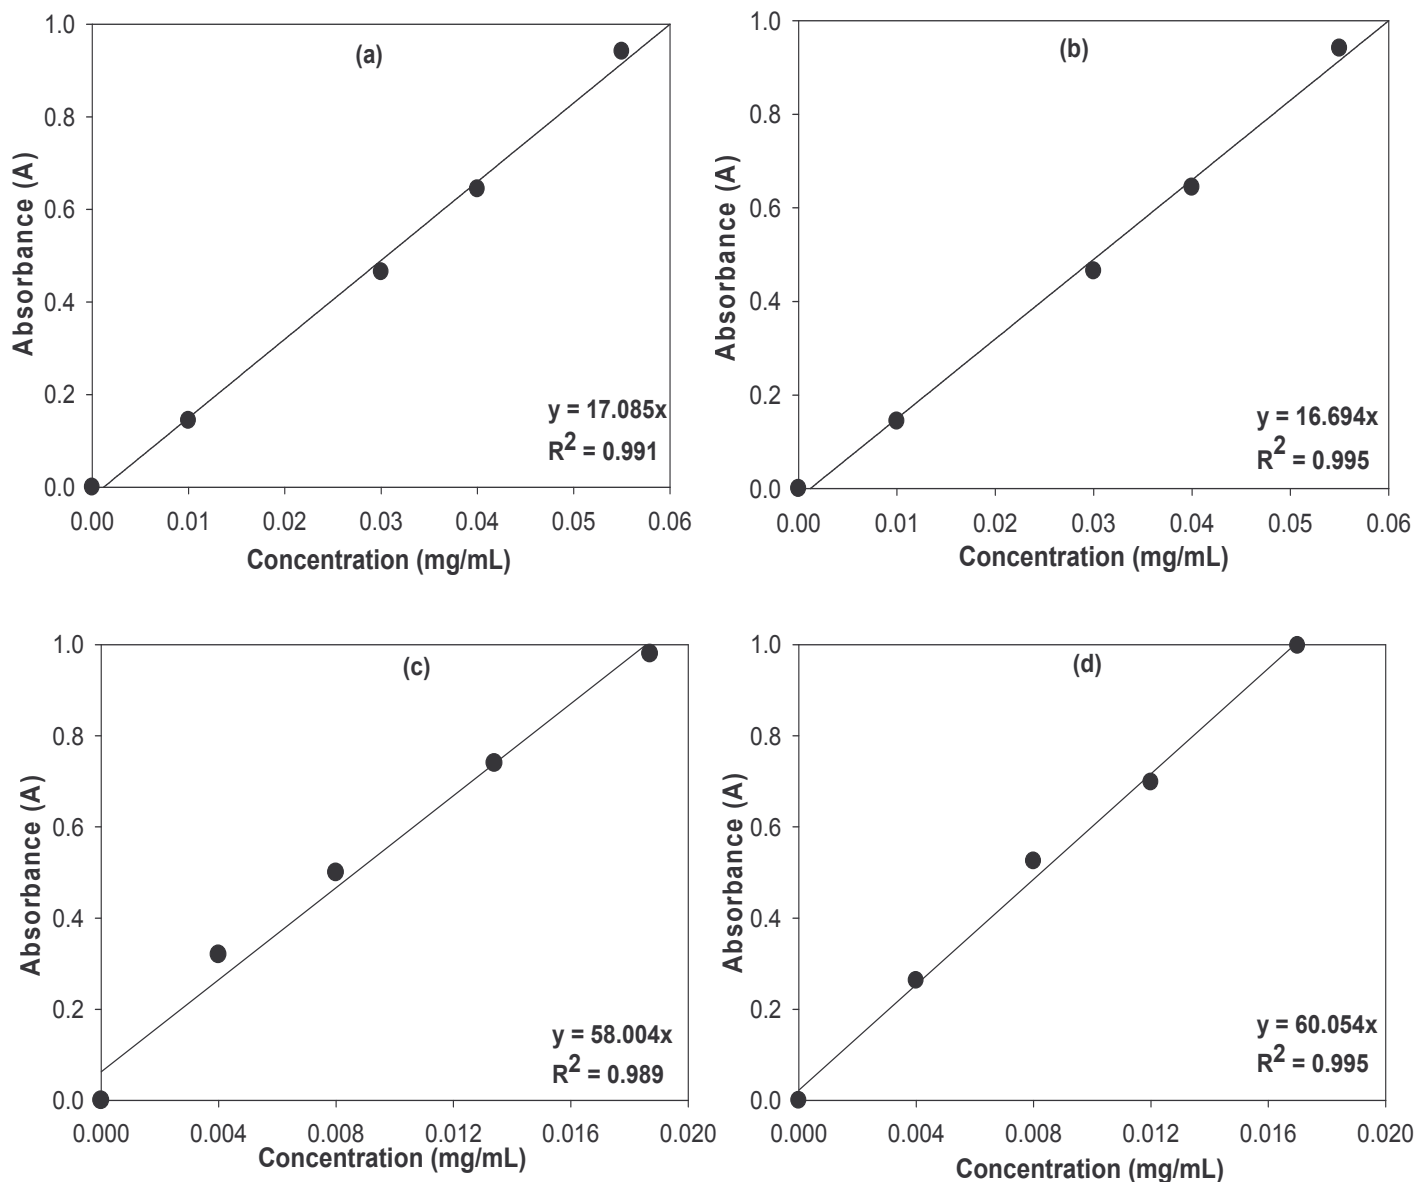 (a)
1.0
0.8
0.6
0.4
0.2
0.0
Absorbance (A)
y = 17.085x
R² = 0.991
0.00 0.01 0.02 0.03 0.04 0.05 0.06
Concentration (mg/mL)
(b)
1.0
0.8
0.6
0.4
0.2
0.0
Absorbance (A)
y = 16.694x
R² = 0.995
0.00 0.01 0.02 0.03 0.04 0.05 0.06
Concentration (mg/mL)
(c)
1.0
0.8
0.6
0.4
0.2
0.0
Absorbance (A)
y = 58.004x
R² = 0.989
0.000 0.004 0.008 0.012 0.016 0.020
Concentration (mg/mL)
(d)
1.0
0.8
0.6
0.4
0.2
0.0
Absorbance (A)
y = 60.054x
R² = 0.995
0.000 0.004 0.008 0.012 0.016 0.020
Concentration (mg/mL)